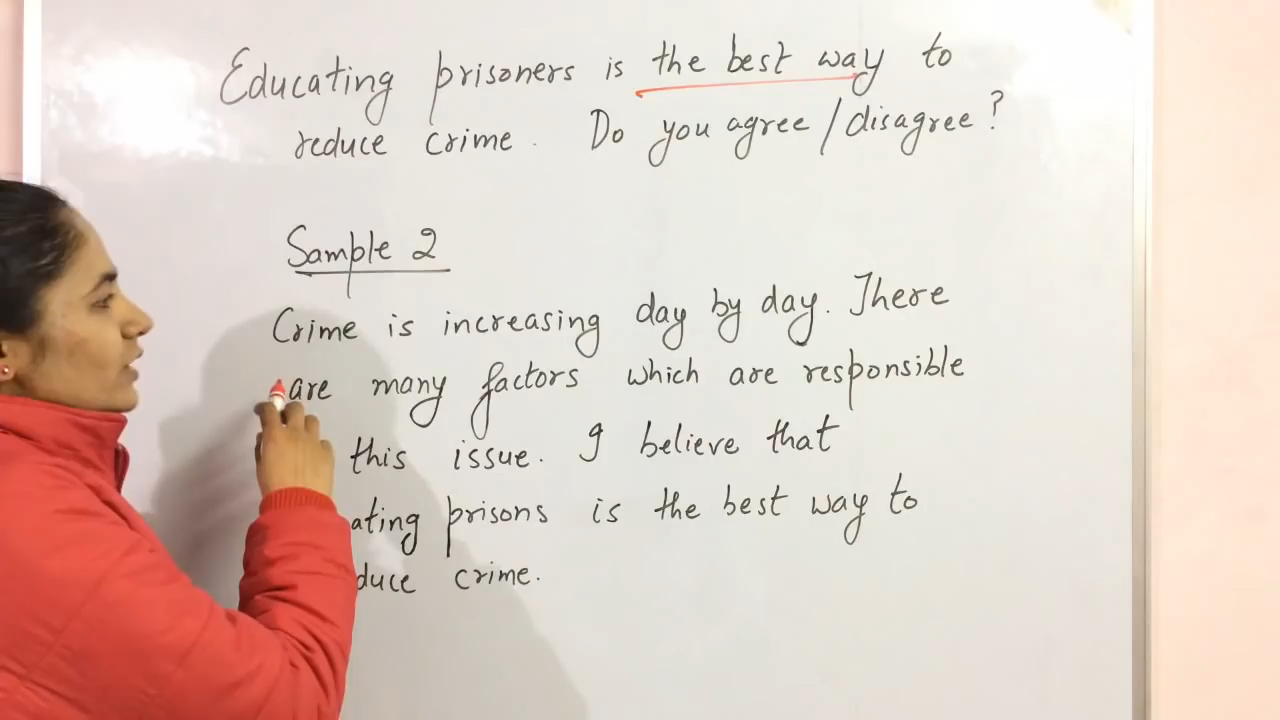 Educating prisoners is the best way to
reduce crime. Do you agree/disagree?
Sample 2
Crime is increasing day by day. There
are many factors which are responsible
this issue. I believe that
ating prisons is the best way to
duce crime.